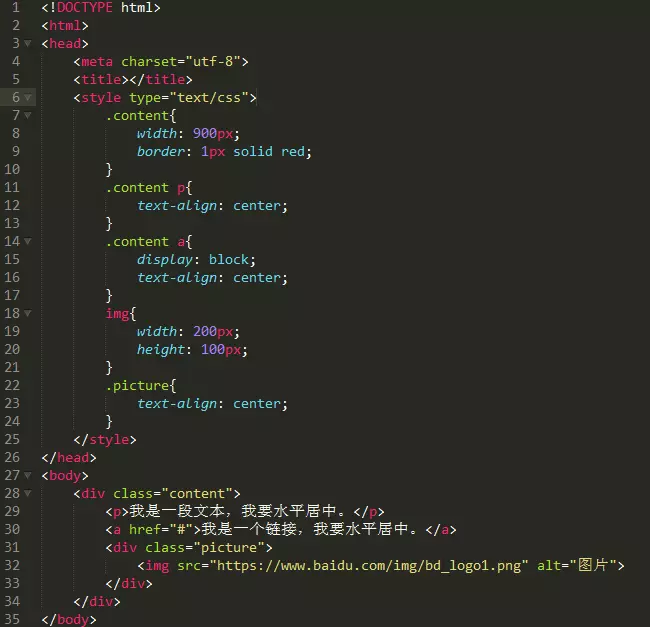 1 <!DOCTYPE html>
2 <html>
3 <head>
4     <meta charset="utf-8">
5     <title></title>
6     <style type="text/css">
7         .content{
8             width: 900px;
9             border: 1px solid red;
10         }
11         .content p{
12             text-align: center;
13         }
14         .content a{
15             display: block;
16             text-align: center;
17         }
18         img{
19             width: 200px;
20             height: 100px;
21         }
22         .picture{
23             text-align: center;
24         }
25     </style>
26 </head>
27 <body>
28     <div class="content">
29         <p>我是一段文本，我要水平居中。</p>
30         <a href="#">我是一个链接，我要水平居中。</a>
31         <div class="picture">
32             <img src="https://www.baidu.com/img/bd_logo1.png" alt="图片">
33         </div>
34     </div>
35 </body>